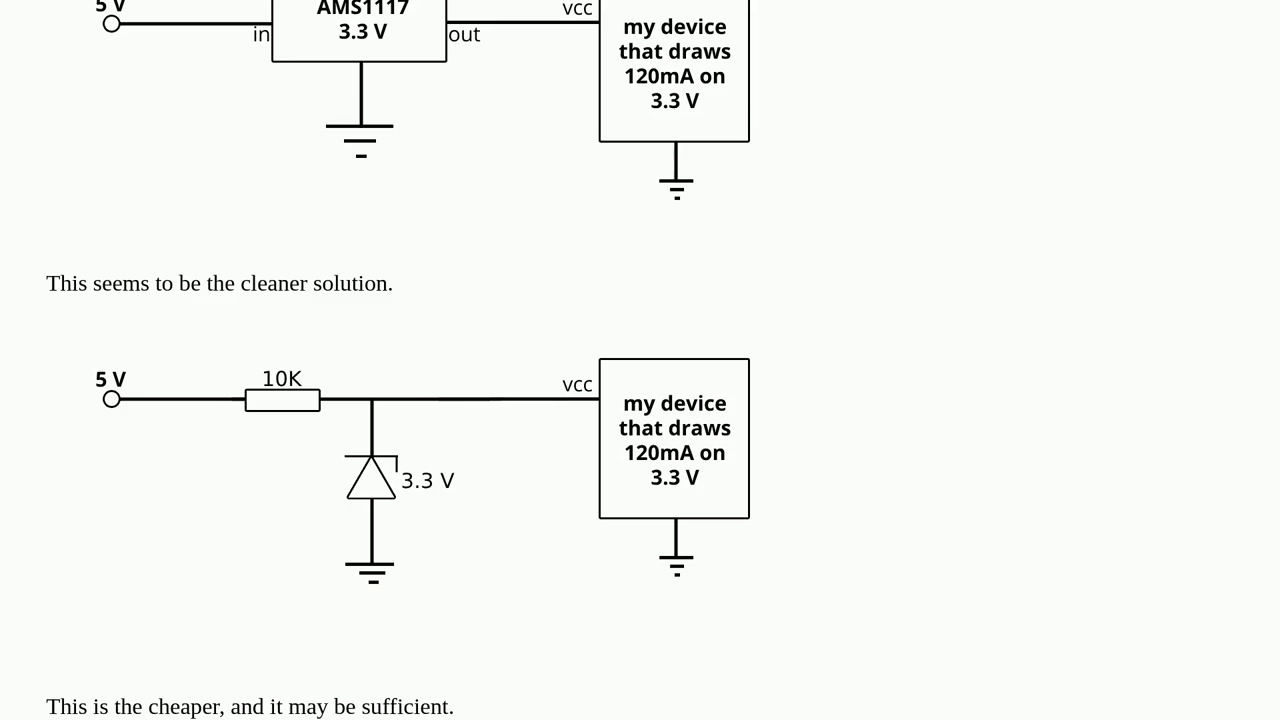 5 V
AMS1117
3.3 V
in
out
vcc
my device
that draws
120mA on
3.3 V
This seems to be the cleaner solution.
5 V
10K
vcc
my device
that draws
120mA on
3.3 V
3.3 V
This is the cheaper, and it may be sufficient.